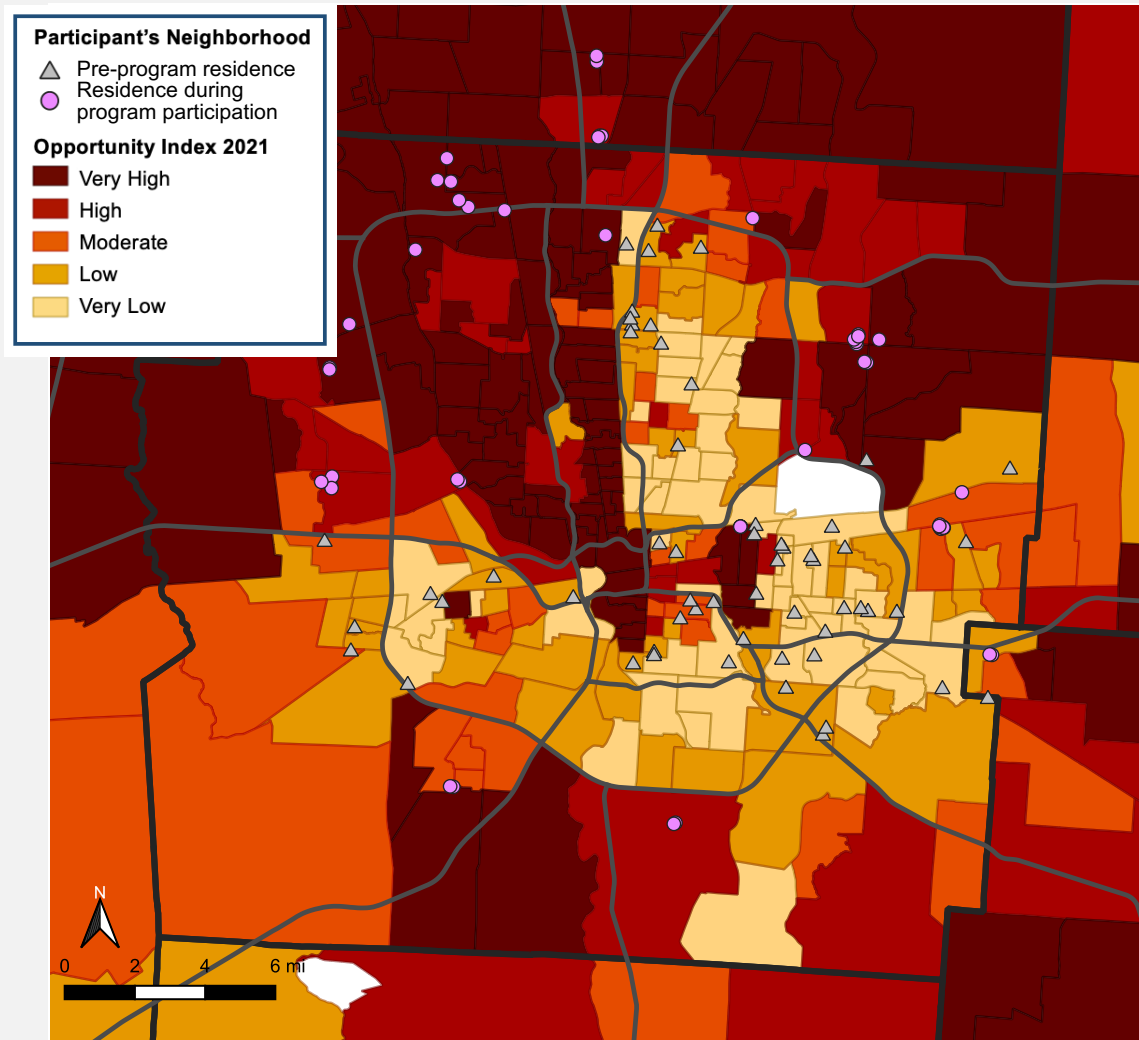 Participant's Neighborhood
Pre-program residence
Residence during
program participation
Opportunity Index 2021
Very High
High
Moderate
Low
Very Low
N
0 2 4 6 mi